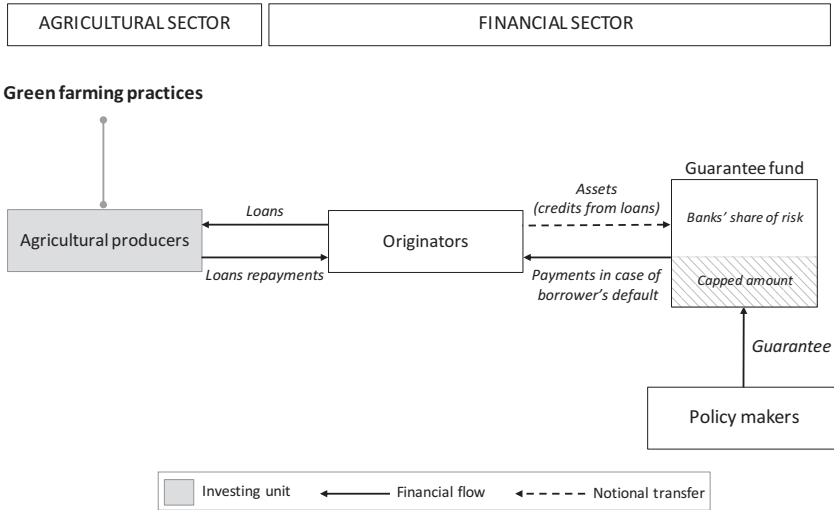 AGRICULTURAL SECTOR
FINANCIAL SECTOR
Green farming practices
Guarantee fund
Assets
(credits from loans)
Loans
Banks' share of risk
Agricultural producers
Originators
Loans repayments
Payments in case of
borrower's default
Capped amount
Guarantee
Policy makers
Investing unit
Financial flow
Notional transfer